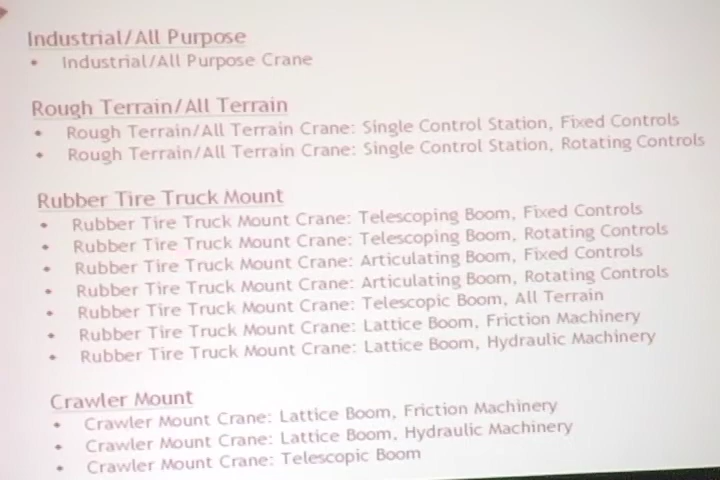 Industrial/All Purpose
• Industrial/All Purpose Crane
Rough Terrain/All Terrain
• Rough Terrain/All Terrain Crane: Single Control Station, Fixed Controls
• Rough Terrain/All Terrain Crane: Single Control Station, Rotating Controls
Rubber Tire Truck Mount
• Rubber Tire Truck Mount Crane: Telescoping Boom, Fixed Controls
• Rubber Tire Truck Mount Crane: Telescoping Boom, Rotating Controls
• Rubber Tire Truck Mount Crane: Articulating Boom, Fixed Controls
• Rubber Tire Truck Mount Crane: Articulating Boom, Rotating Controls
• Rubber Tire Truck Mount Crane: Telescopic Boom, All Terrain
• Rubber Tire Truck Mount Crane: Lattice Boom, Friction Machinery
• Rubber Tire Truck Mount Crane: Lattice Boom, Hydraulic Machinery
Crawler Mount
• Crawler Mount Crane: Lattice Boom, Friction Machinery
• Crawler Mount Crane: Lattice Boom, Hydraulic Machinery
• Crawler Mount Crane: Telescopic Boom